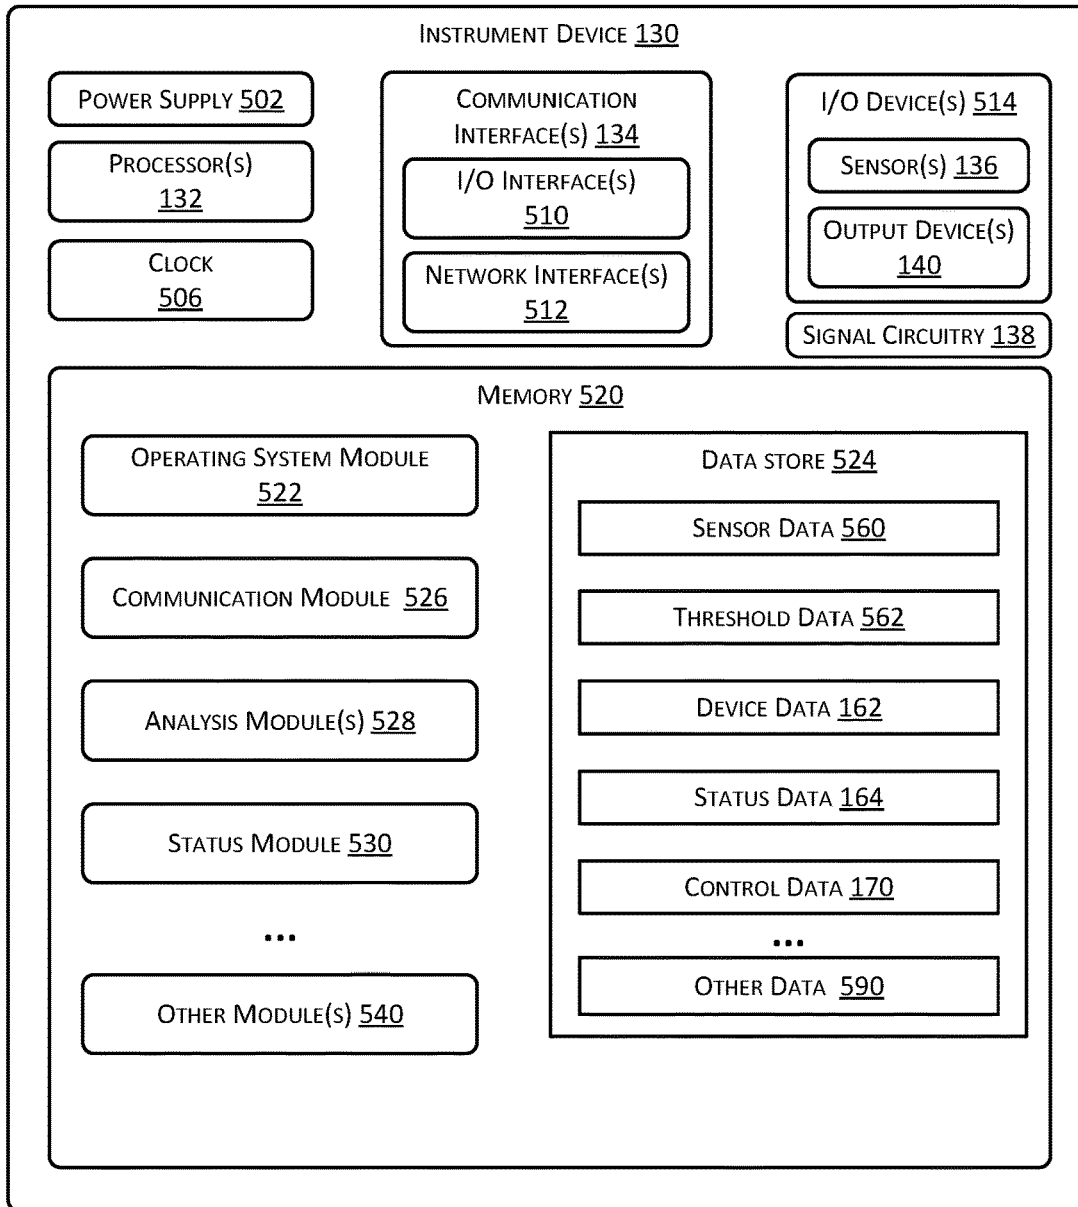 INSTRUMENT DEVICE 130
POWER SUPPLY 502
PROCESSOR(S)
132
CLOCK
506
COMMUNICATION
INTERFACE(S) 134
I/O INTERFACE(S)
510
NETWORK INTERFACE(S)
512
I/O DEVICE(S) 514
SENSOR(S) 136
OUTPUT DEVICE(S)
140
SIGNAL CIRCUITRY 138
MEMORY 520
OPERATING SYSTEM MODULE
522
COMMUNICATION MODULE 526
ANALYSIS MODULE(S) 528
STATUS MODULE 530
...
OTHER MODULE(S) 540
DATA STORE 524
SENSOR DATA 560
THRESHOLD DATA 562
DEVICE DATA 162
STATUS DATA 164
CONTROL DATA 170
...
OTHER DATA 590